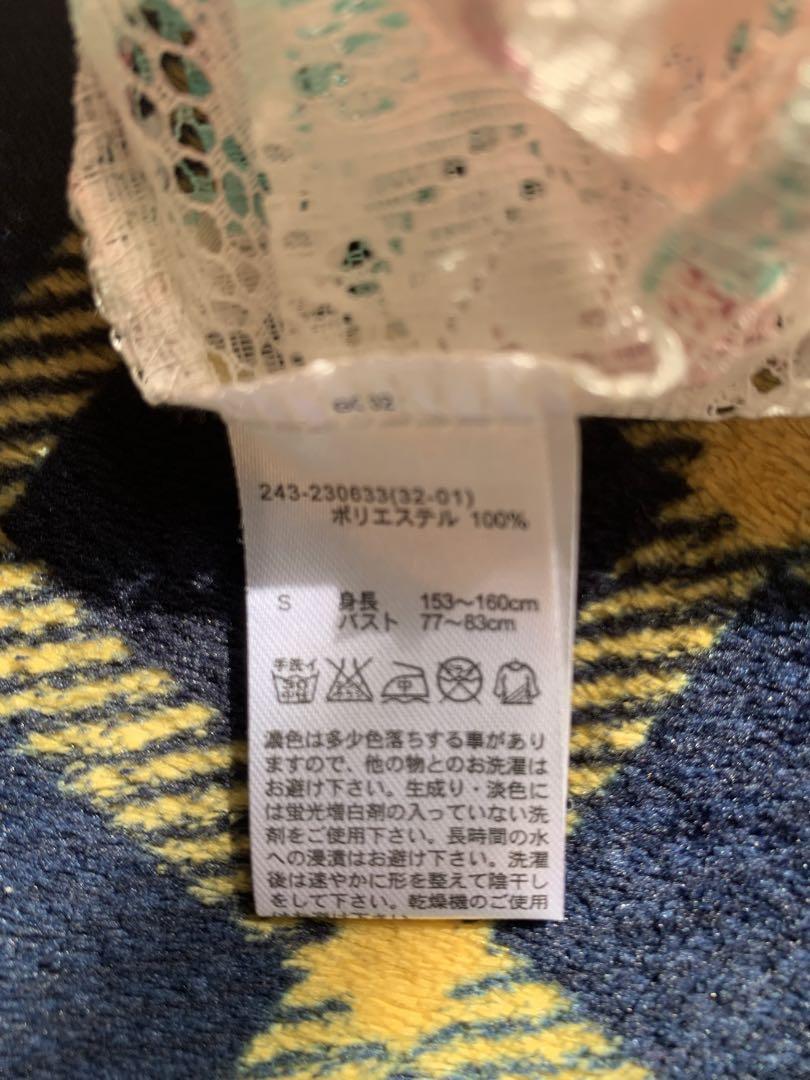 243-230633(32-01)
ポリエステル 100%
S 身長 153〜160cm
バスト 77〜83cm
手洗イ
30 中
濃色は多少色落ちする事があり
ますので、他の物とのお洗濯は
お避け下さい。生成り・淡色に
は蛍光増白剤の入っていない洗
剤をご使用下さい。長時間の水
への浸漬はお避け下さい。洗濯
後は速やかに形を整えて陰干し
をして下さい。乾燥機のご使用